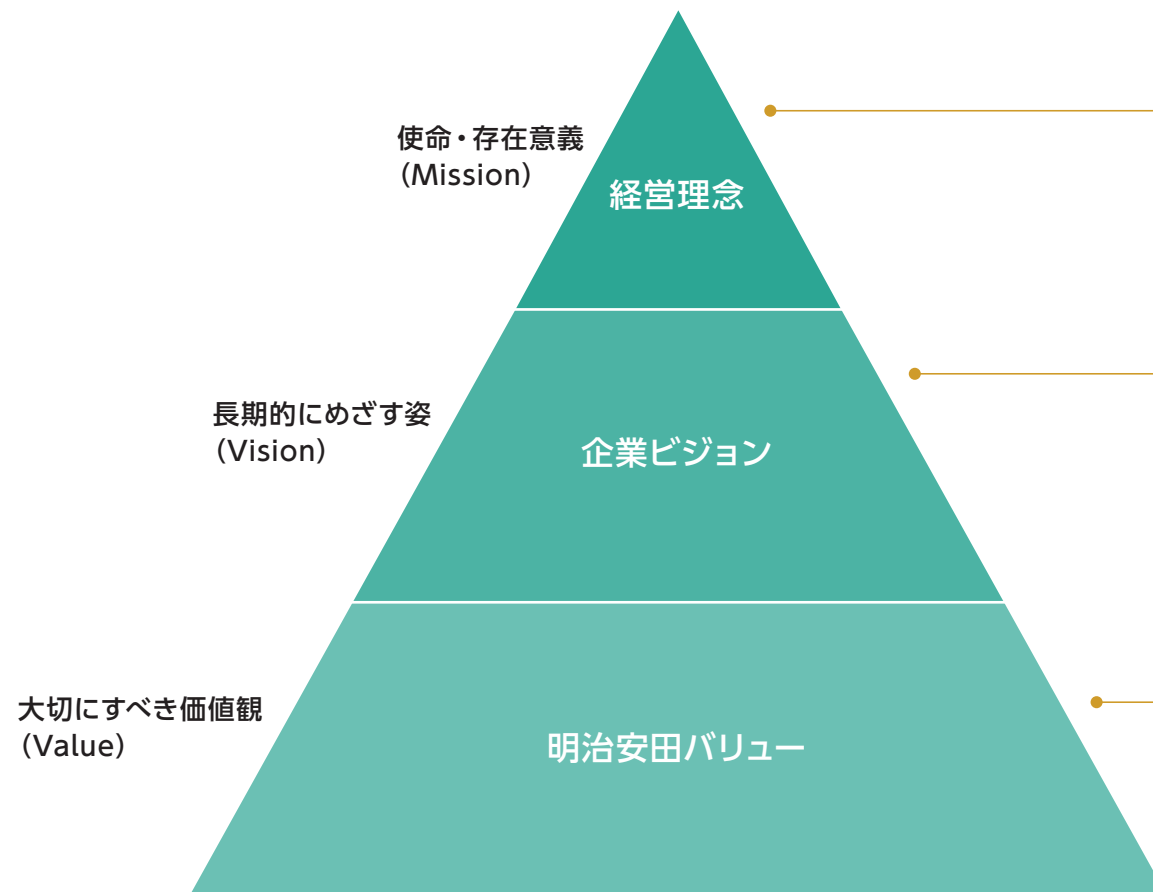 使命・存在意義
（Mission）
経営理念
長期的にめざす姿
（Vision）
企業ビジョン
大切にすべき価値観
（Value）
明治安田バリュー